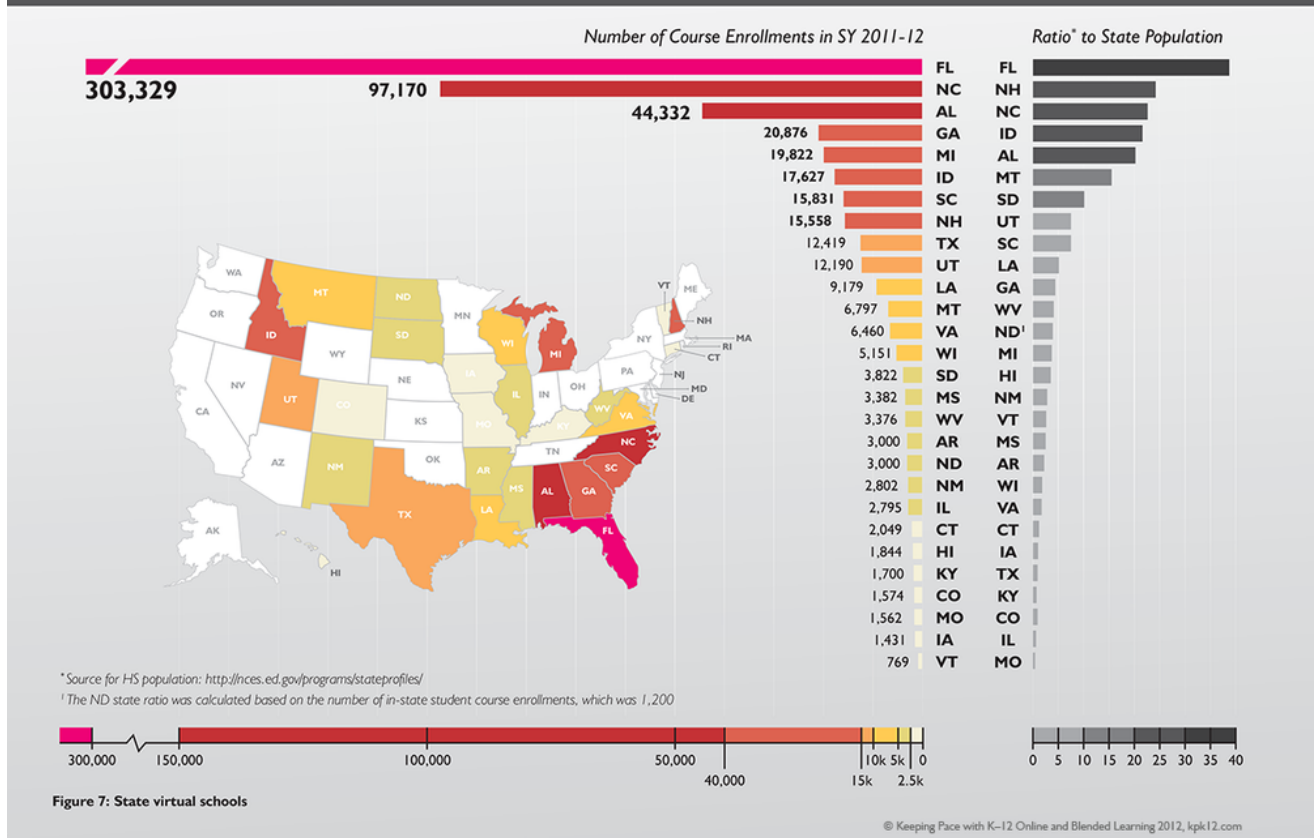 Number of Course Enrollments in SY 2011-12
Ratio* to State Population
303,329 FL FL
97,170 NC NH
44,332 AL NC
20,876 GA ID
19,822 MI AL
17,627 ID MT
15,831 SC SD
15,558 NH UT
12,419 TX SC
12,190 UT LA
9,179 LA GA
6,797 MT WV
6,460 VA ND¹
5,151 WI MI
3,822 SD HI
3,382 MS NM
3,376 WV VT
3,000 AR MS
3,000 ND AR
2,802 NM WI
2,795 IL VA
2,049 CT CT
1,844 HI IA
1,700 KY TX
1,574 CO KY
1,562 MO CO
1,431 IA IL
769 VT MO
WA
MT
ND
MN
VT
ME
OR
ID
SD
WI
MI
NY
NH
MA
RI
CT
WY
IA
PA
NJ
NV
NE
IL
IN
OH
MD
DE
CA
UT
CO
KS
MO
KY
WV
VA
AZ
NM
OK
AR
TN
NC
SC
TX
LA
MS
AL
GA
FL
AK
HI
* Source for HS population: http://nces.ed.gov/programs/stateprofiles/
¹ The ND state ratio was calculated based on the number of in-state student course enrollments, which was 1,200
300,000 150,000 100,000 50,000 40,000 15k 10k 5k 2.5k 0
0 5 10 15 20 25 30 35 40
Figure 7: State virtual schools
© Keeping Pace with K–12 Online and Blended Learning 2012, kpk12.com